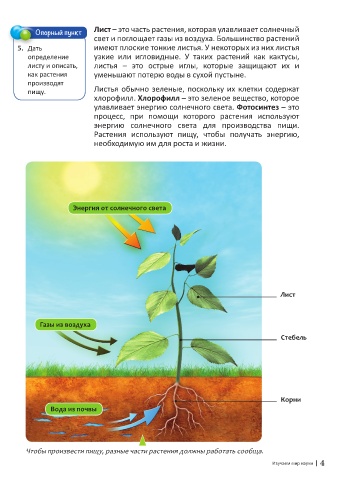 Опорный пункт
5. Дать
определение
листу и описать,
как растения
производят
пищу.
Лист – это часть растения, которая улавливает солнечный
свет и поглощает газы из воздуха. Большинство растений
имеют плоские тонкие листья. У некоторых из них листья
узкие или игловидные. У таких растений как кактусы,
листья – это острые иглы, которые защищают их и
уменьшают потерю воды в сухой пустыне.
Листья обычно зеленые, поскольку их клетки содержат
хлорофилл. Хлорофилл – это зеленое вещество, которое
улавливает энергию солнечного света. Фотосинтез – это
процесс, при помощи которого растения используют
энергию солнечного света для производства пищи.
Растения используют пищу, чтобы получать энергию,
необходимую им для роста и жизни.
Энергия от солнечного света
Лист
Газы из воздуха
Стебель
Корни
Вода из почвы
Чтобы произвести пищу, разные части растения должны работать сообща.
Изучаем мир науки | 4